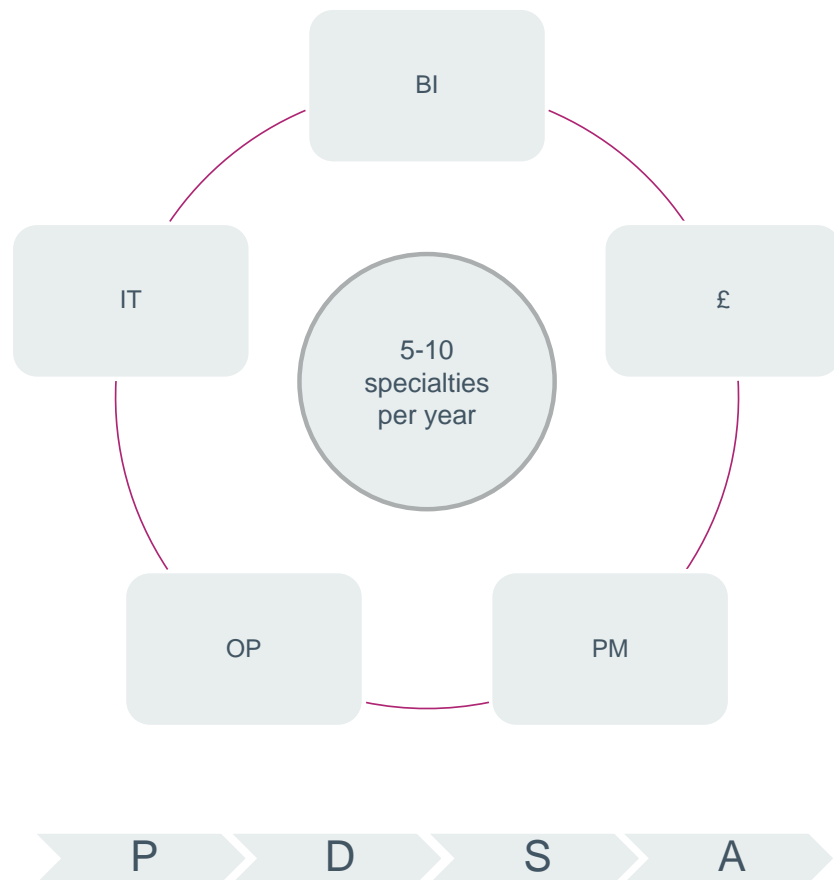 BI
IT
£
5-10
specialties
per year
OP
PM
P
D
S
A